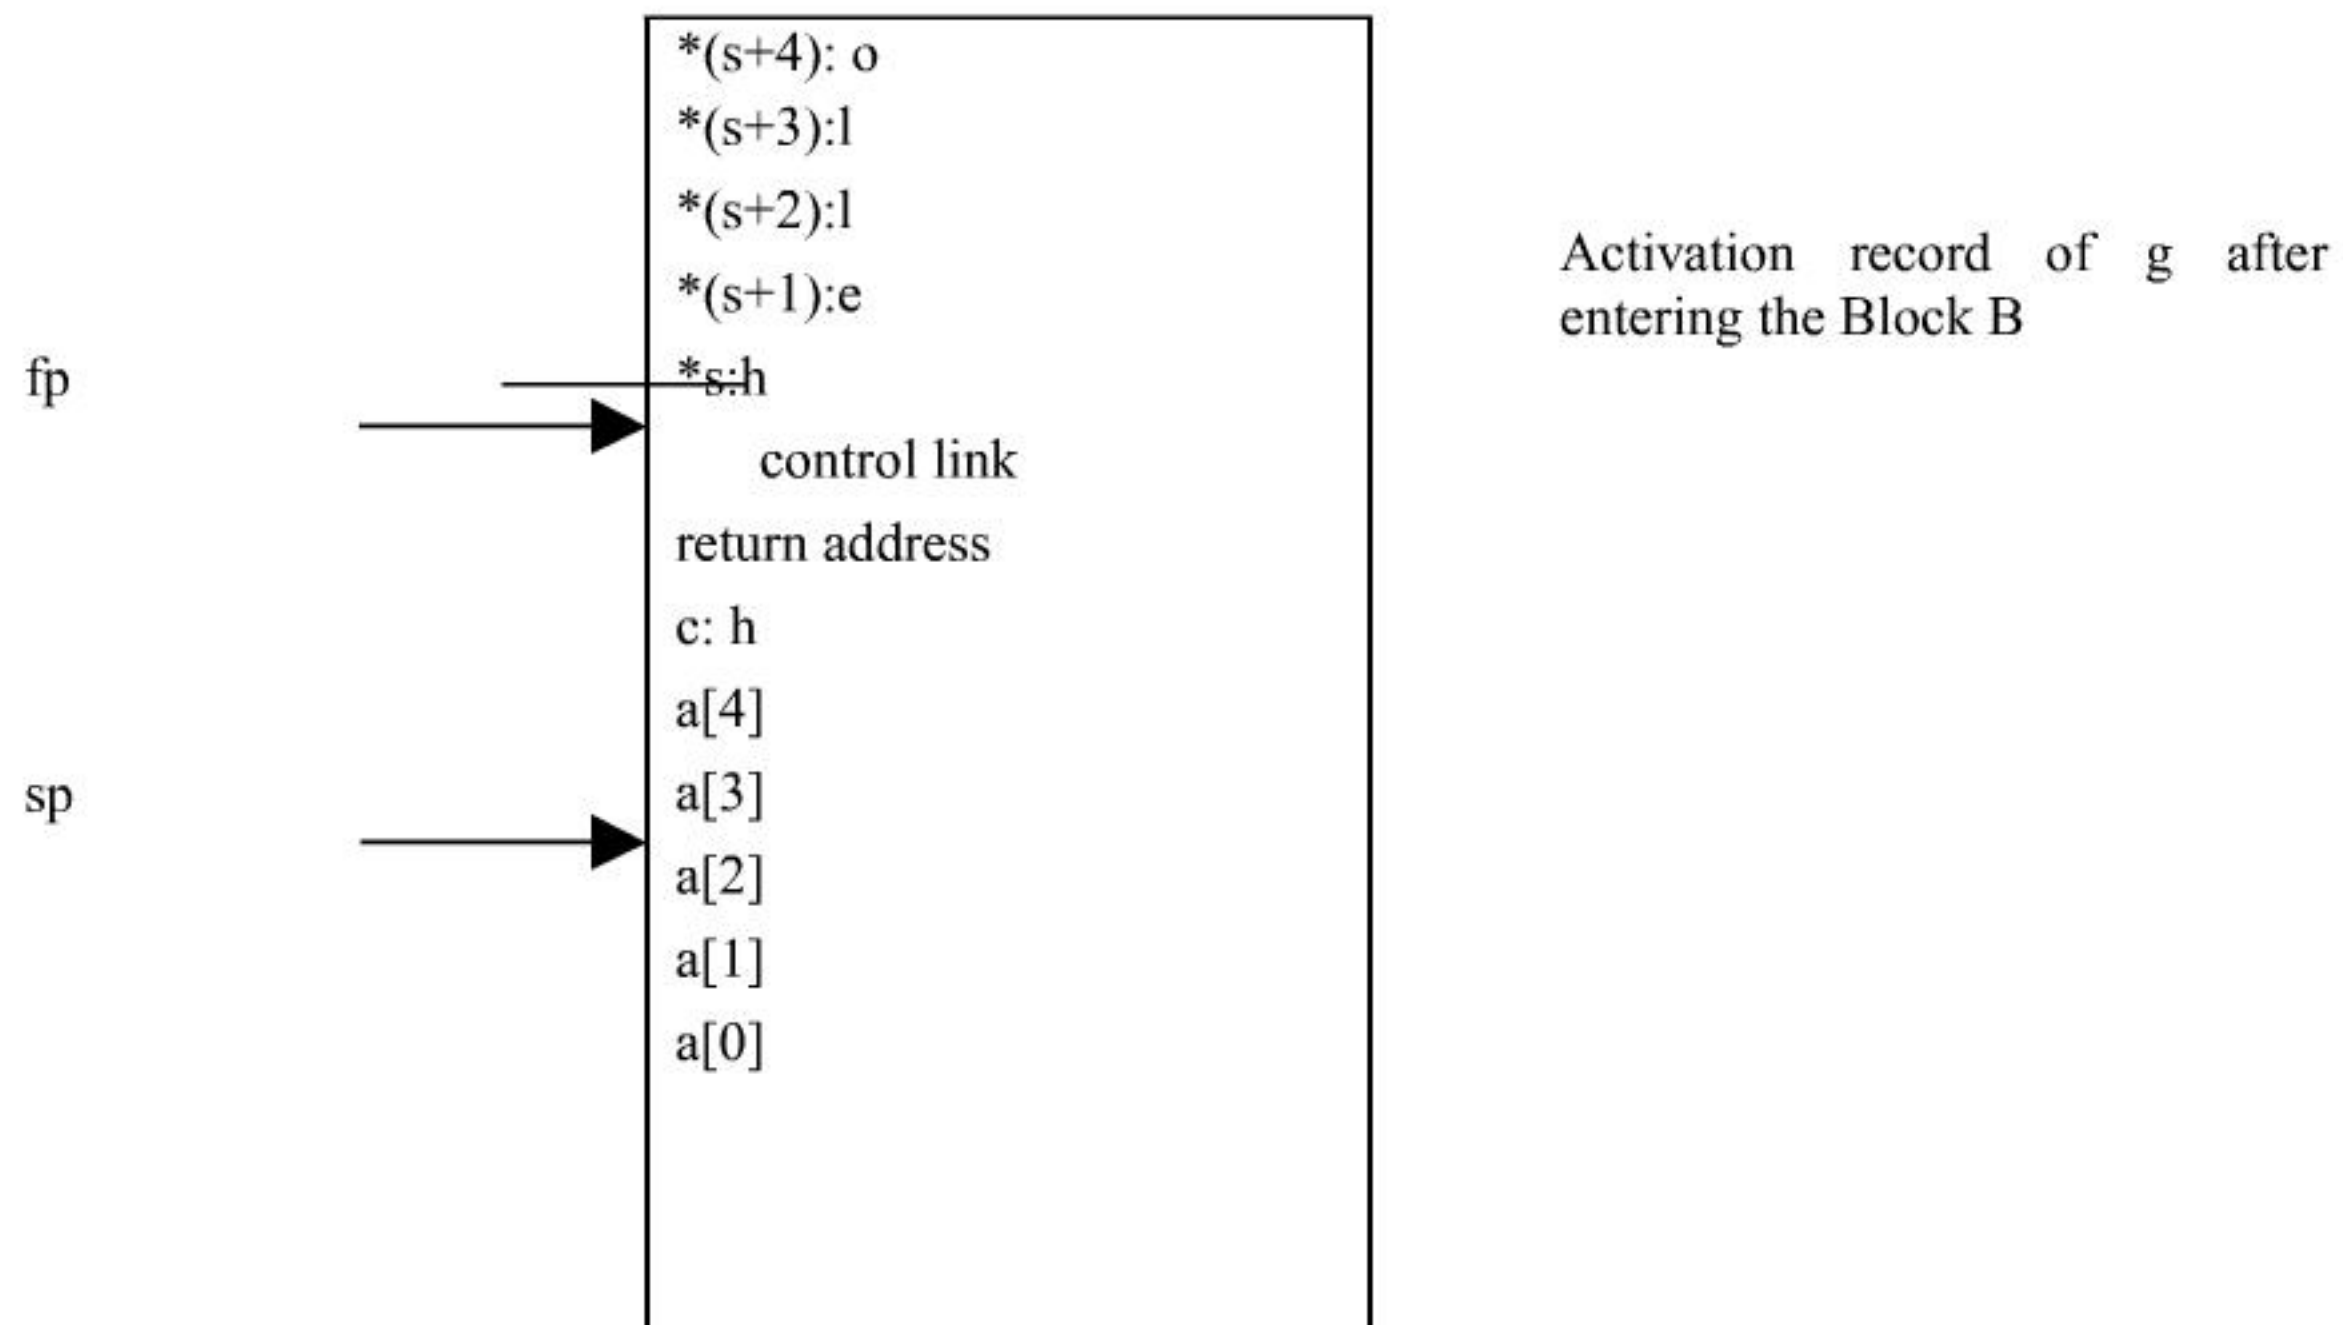 *(s+4): o
*(s+3):l
*(s+2):l
*(s+1):e
Activation record of g after
entering the Block B
fp
*s:h
control link
return address
c: h
a[4]
a[3]
sp
a[2]
a[1]
a[0]